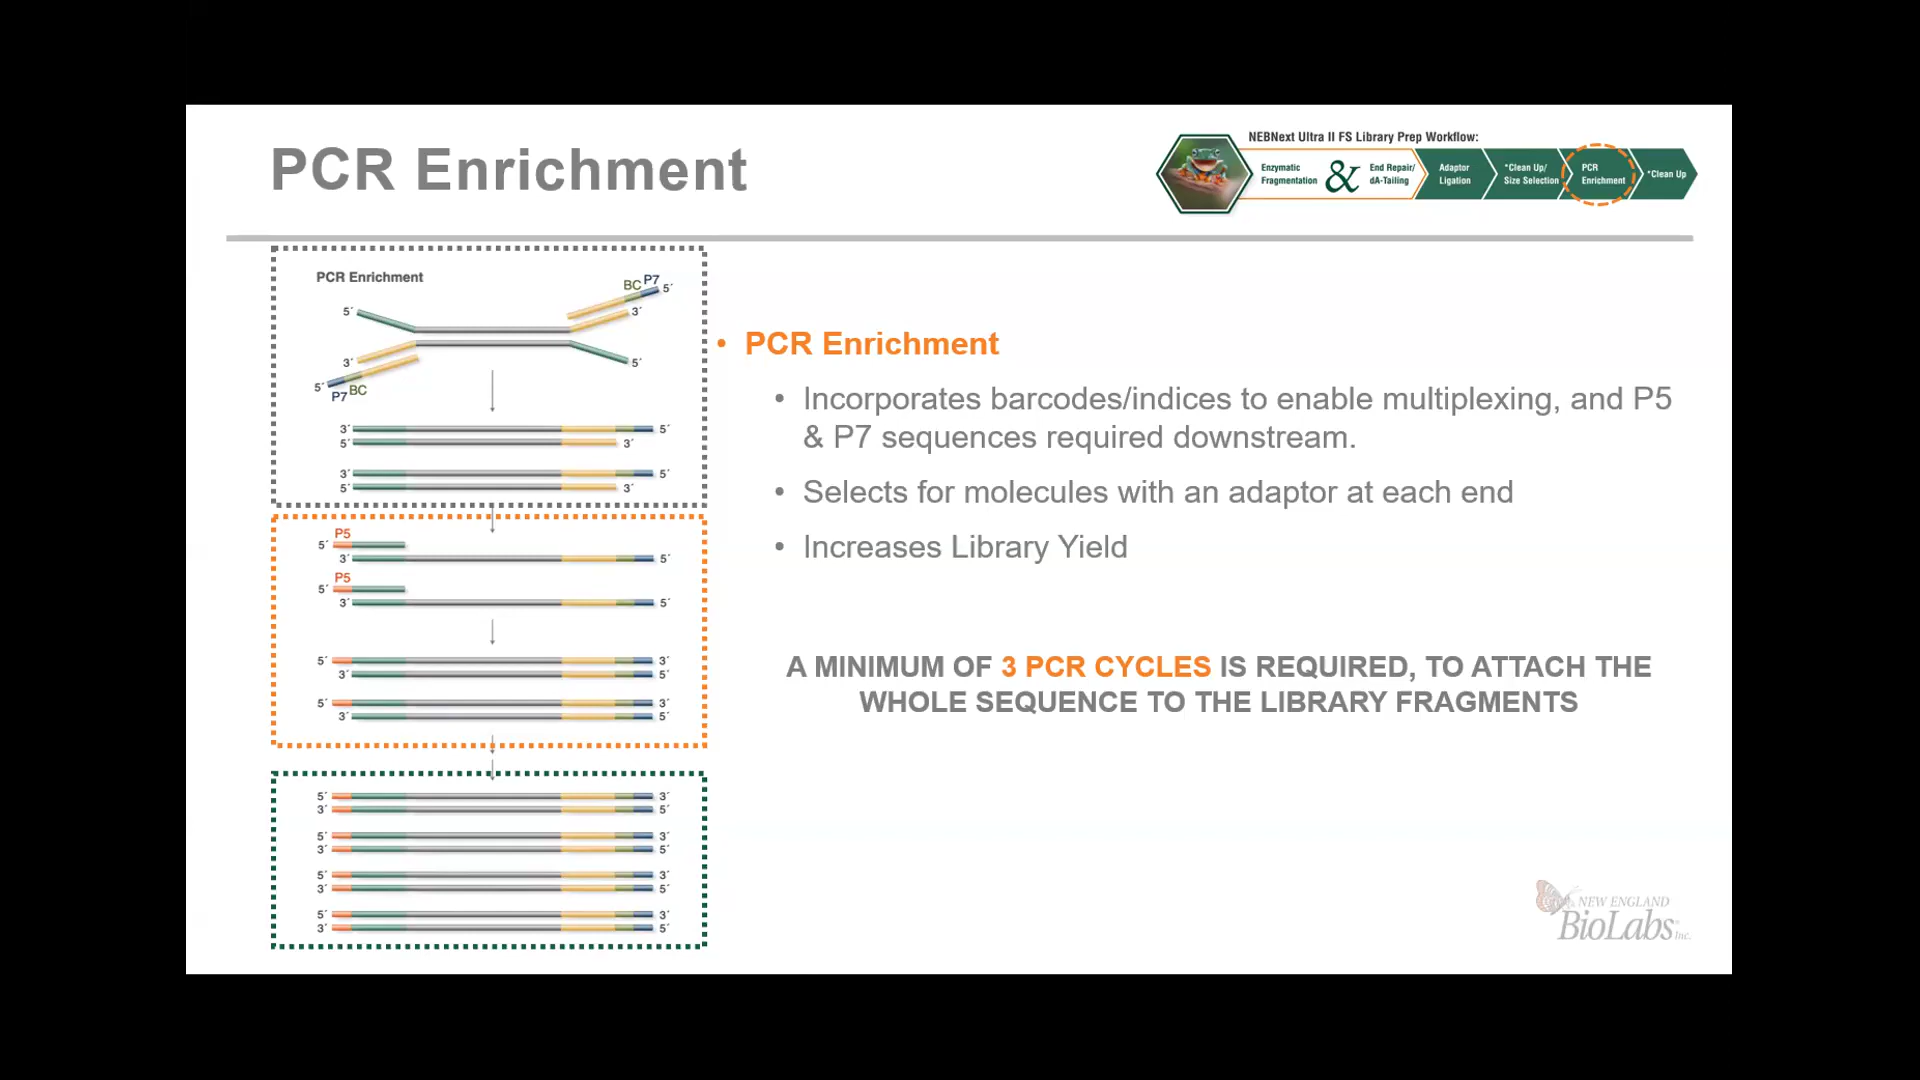 PCR Enrichment
NEBNext Ultra II FS Library Prep Workflow:
Enzymatic
Fragmentation
&
End Repair/
dA-Tailing
Adaptor
Ligation
*Clean Up/
Size Selection
PCR
Enrichment
*Clean Up
PCR Enrichment
BC P7 5´
5´ 3´
3´ 5´
5´ P7 BC
3´ 5´
5´ 3´
3´ 5´
5´ 3´
P5
5´
3´ 5´
P5
5´
3´ 5´
5´ 3´
3´ 5´
5´ 3´
3´ 5´
5´ 3´
3´ 5´
5´ 3´
3´ 5´
5´ 3´
3´ 5´
5´ 3´
3´ 5´
• PCR Enrichment
• Incorporates barcodes/indices to enable multiplexing, and P5
& P7 sequences required downstream.
• Selects for molecules with an adaptor at each end
• Increases Library Yield
A MINIMUM OF 3 PCR CYCLES IS REQUIRED, TO ATTACH THE
WHOLE SEQUENCE TO THE LIBRARY FRAGMENTS
NEW ENGLAND
BioLabs® Inc.